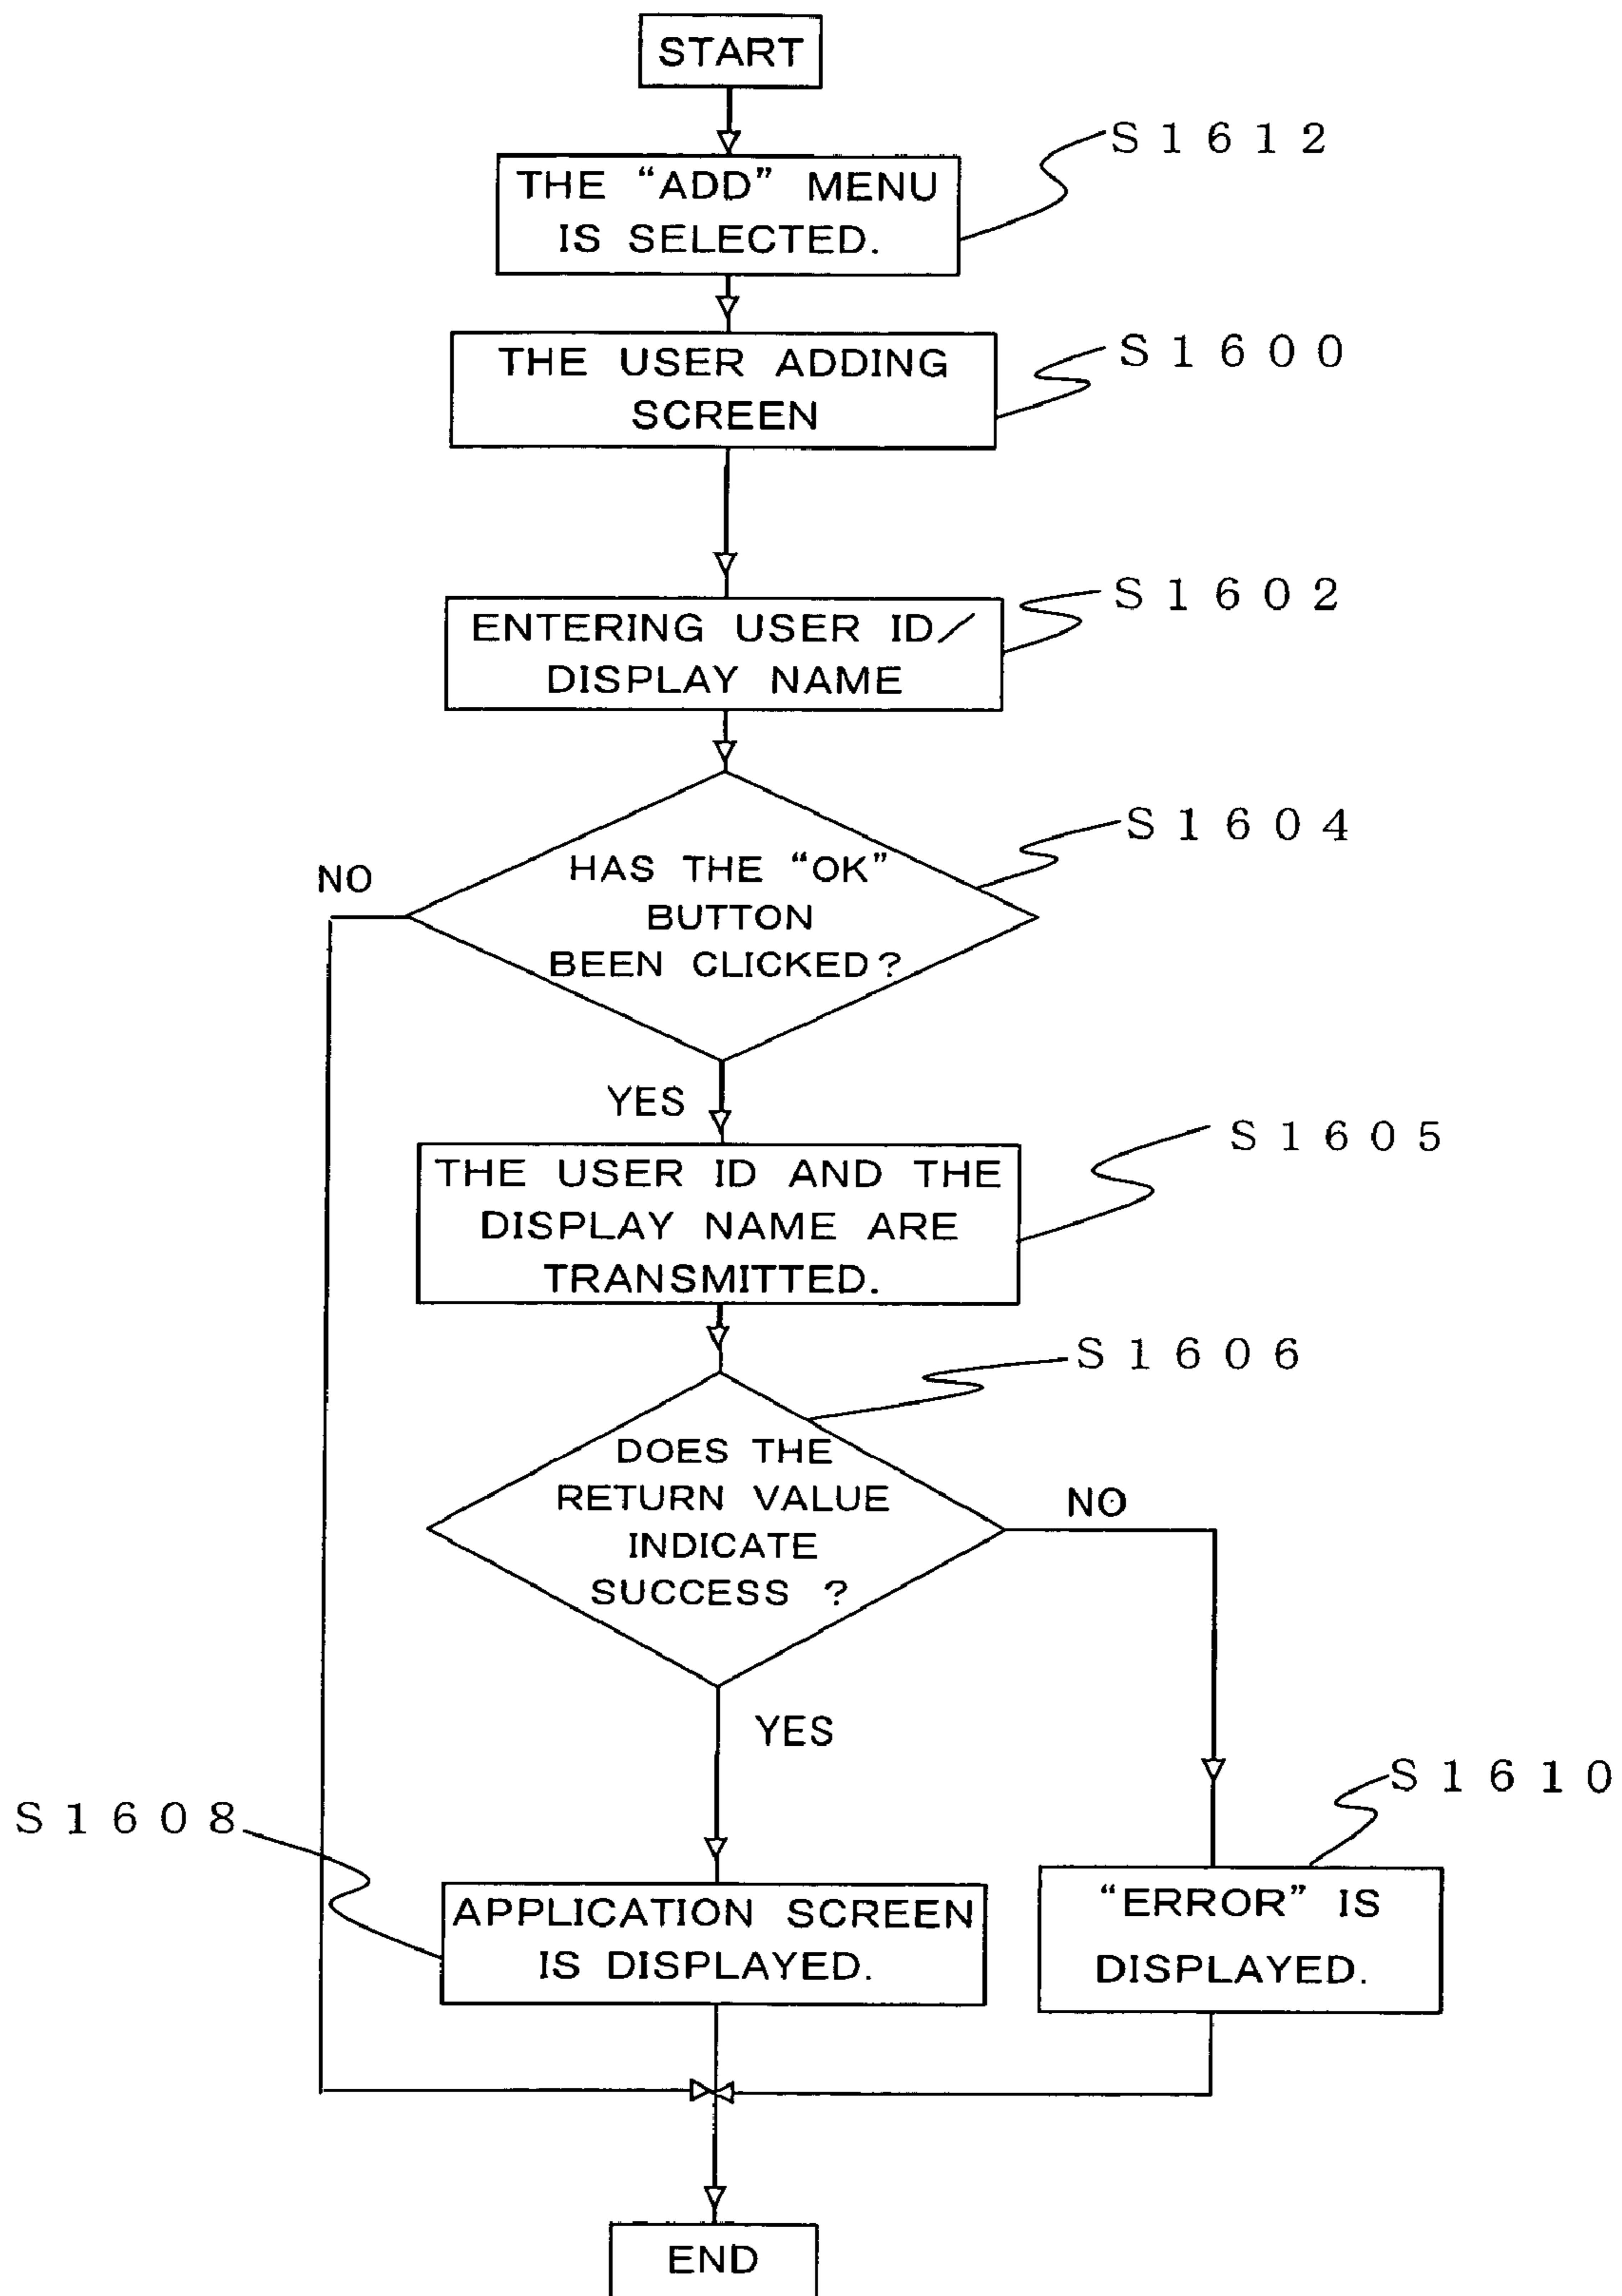 START
S1612
THE “ADD” MENU
IS SELECTED.
S1600
THE USER ADDING
SCREEN
S1602
ENTERING USER ID/
DISPLAY NAME
S1604
NO
HAS THE “OK”
BUTTON
BEEN CLICKED?
YES
S1605
THE USER ID AND THE
DISPLAY NAME ARE
TRANSMITTED.
S1606
DOES THE
RETURN VALUE
INDICATE
SUCCESS ?
NO
YES
S1610
S1608
APPLICATION SCREEN
IS DISPLAYED.
“ERROR” IS
DISPLAYED.
END